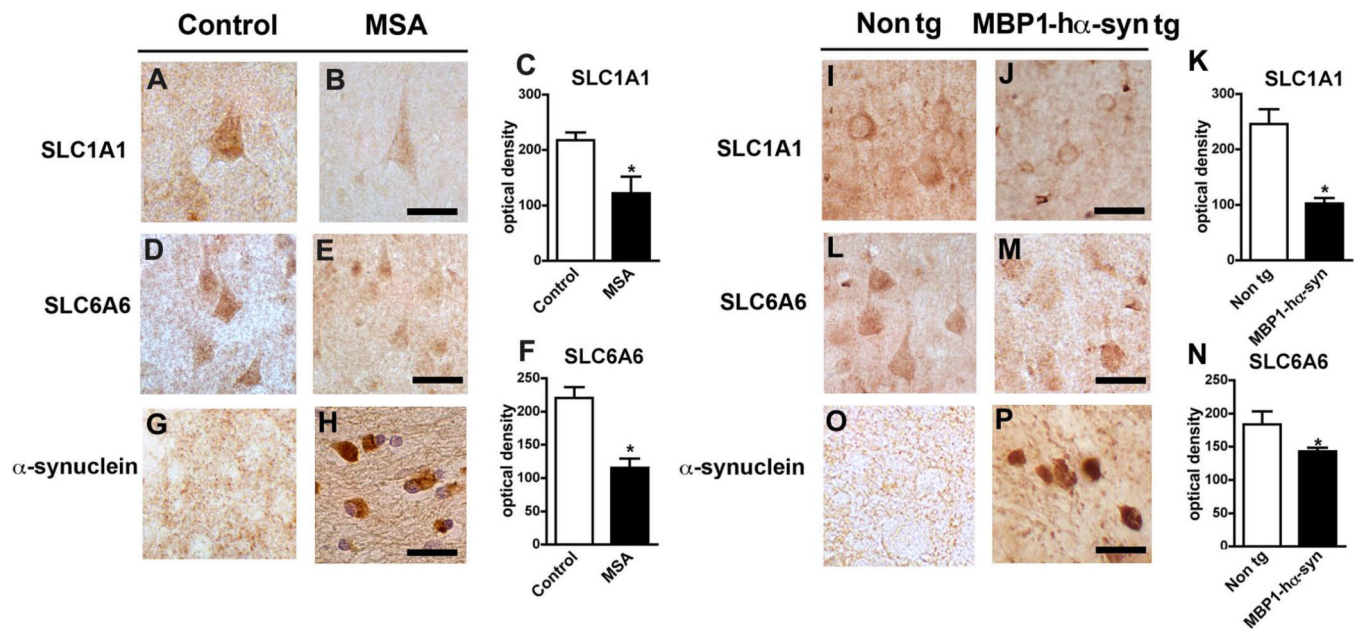 Control MSA
Non tg MBP1-hα-syn tg
A
B
C
SLC1A1
SLC1A1
optical density
300
200
100
0
*
Control
MSA
D
E
SLC6A6
F
SLC6A6
optical density
250
200
150
100
50
0
*
Control
MSA
G
H
α-synuclein
I
J
K
SLC1A1
SLC1A1
optical density
300
200
100
0
*
Non tg
MBP1-hα-syn
L
M
SLC6A6
N
SLC6A6
optical density
250
200
150
100
50
0
*
Non tg
MBP1-hα-syn
O
P
α-synuclein